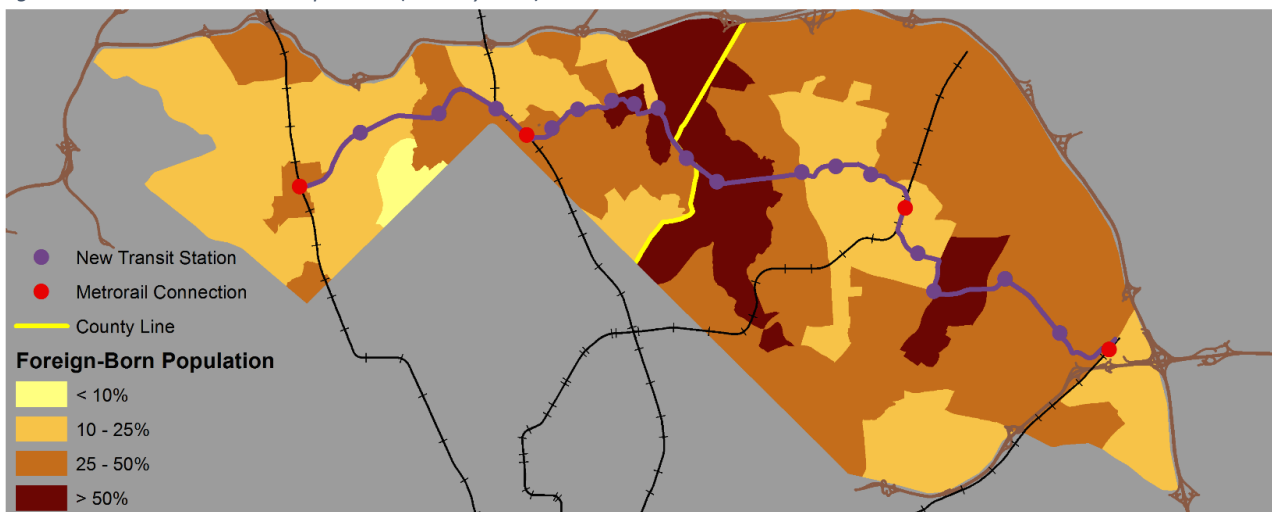 New Transit Station
Metrorail Connection
County Line
Foreign-Born Population
< 10%
10 - 25%
25 - 50%
> 50%